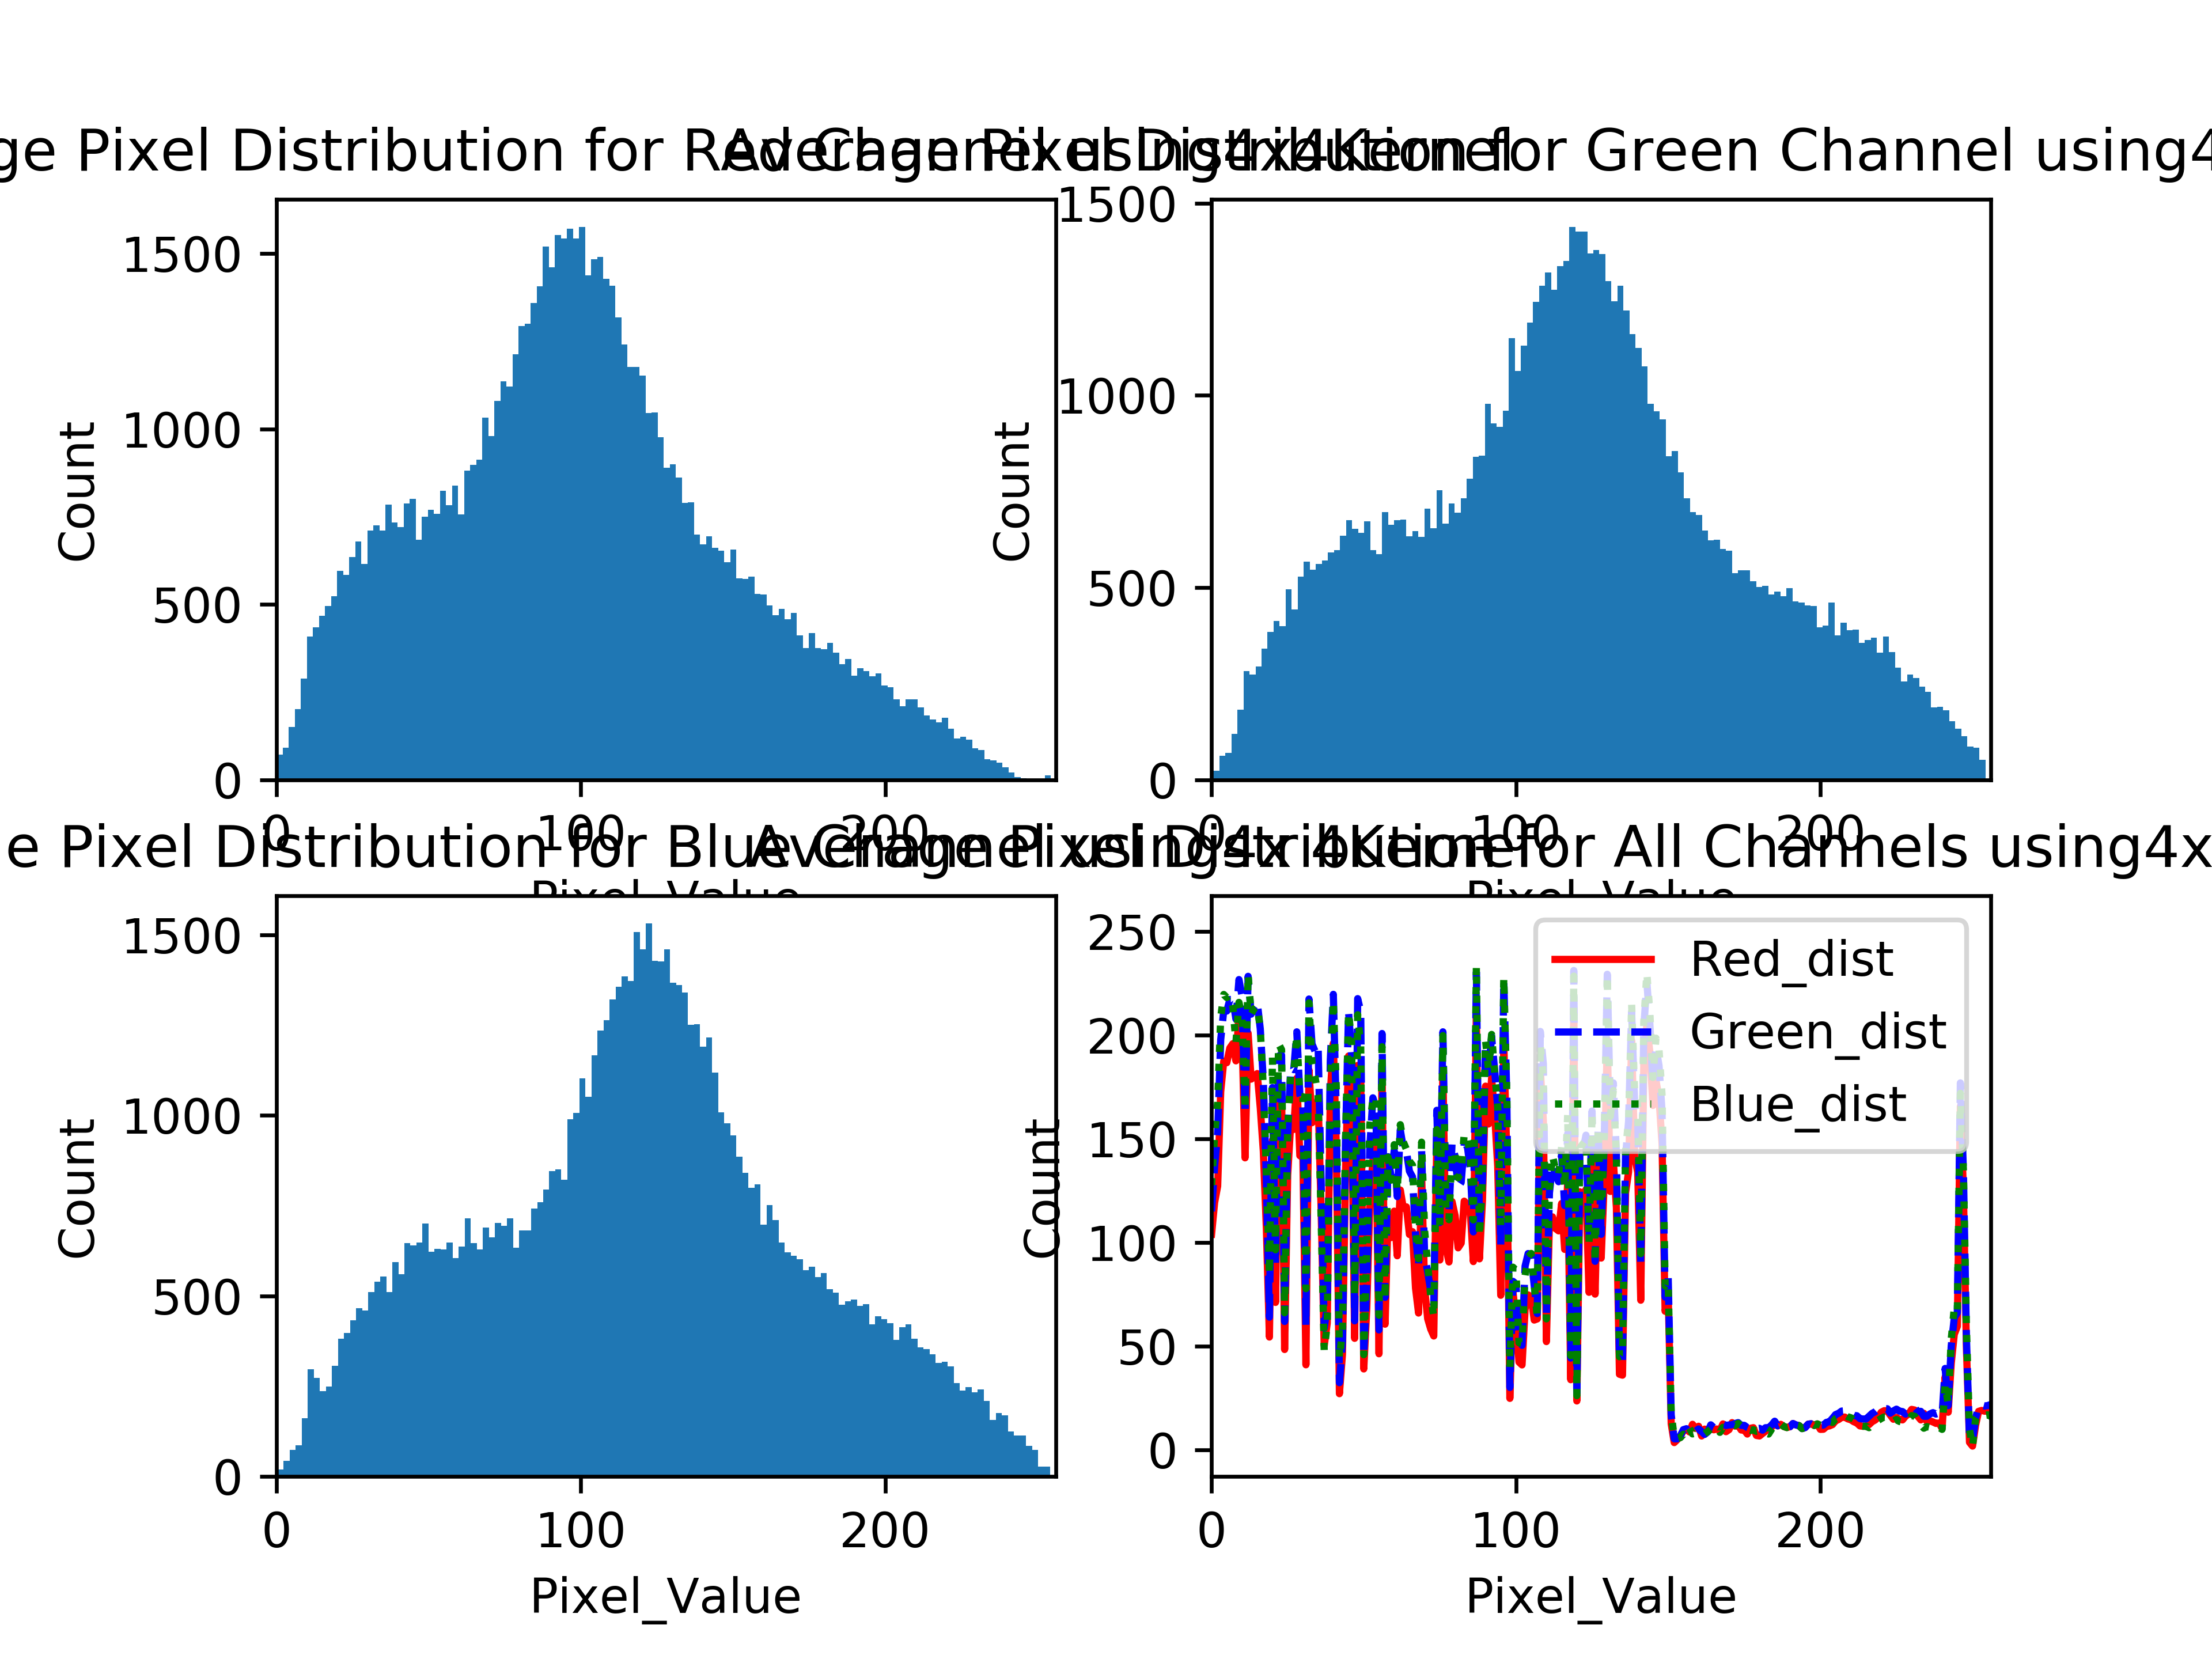 ge Pixel Distribution for Red Channel using4x4Kernel
Average Pixel Distribution for Green Channel using4
1500
1000
500
0
Count
0 100 200
Pixel_Value
1500
1000
500
0
Count
0 100 200
Pixel_Value
e Pixel Distribution for Blue Channel using4x4Kernel
Average Pixel Distribution for All Channels using4x
1500
1000
500
0
Count
0 100 200
Pixel_Value
250
200
150
100
50
0
Count
Red_dist
Green_dist
Blue_dist
0 100 200
Pixel_Value